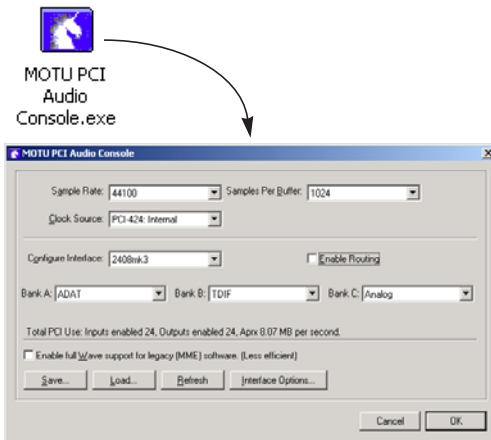 MOTU PCI
Audio
Console.exe
MOTU PCI Audio Console
Sample Rate: 44100 Samples Per Buffer: 1024
Clock Source: PCI-424: Internal
Configure Interface: 2408mk3 Enable Routing
Bank A: ADAT Bank B: TDIF Bank C: Analog
Total PCI Use: Inputs enabled 24, Outputs enabled 24, Aprx 8.07 MB per second.
Enable full Wave support for legacy (MME) software. (Less efficient)
Save... Load... Refresh Interface Options...
Cancel OK